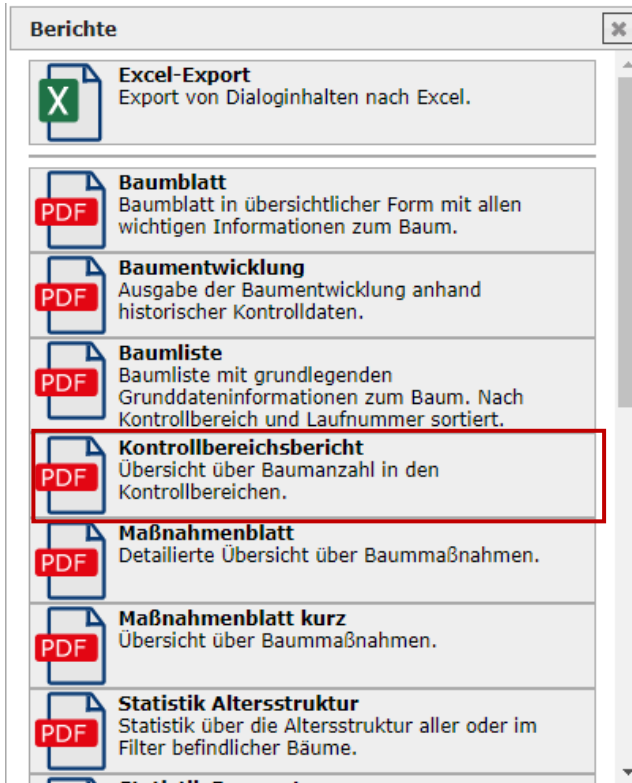 Berichte
Excel-Export
Export von Dialoginhalten nach Excel.
X
PDF
Baumblatt
Baumblatt in übersichtlicher Form mit allen
wichtigen Informationen zum Baum.
PDF
Baumentwicklung
Ausgabe der Baumentwicklung anhand
historischer Kontrolldaten.
PDF
Baumliste
Baumliste mit grundlegenden
Grunddateninformationen zum Baum. Nach
Kontrollbereich und Laufnummer sortiert.
PDF
Kontrollbereichsbericht
Übersicht über Baumanzahl in den
Kontrollbereichen.
PDF
Maßnahmenblatt
Detailierte Übersicht über Baummaßnahmen.
PDF
Maßnahmenblatt kurz
Übersicht über Baummaßnahmen.
PDF
Statistik Altersstruktur
Statistik über die Altersstruktur aller oder im
Filter befindlicher Bäume.